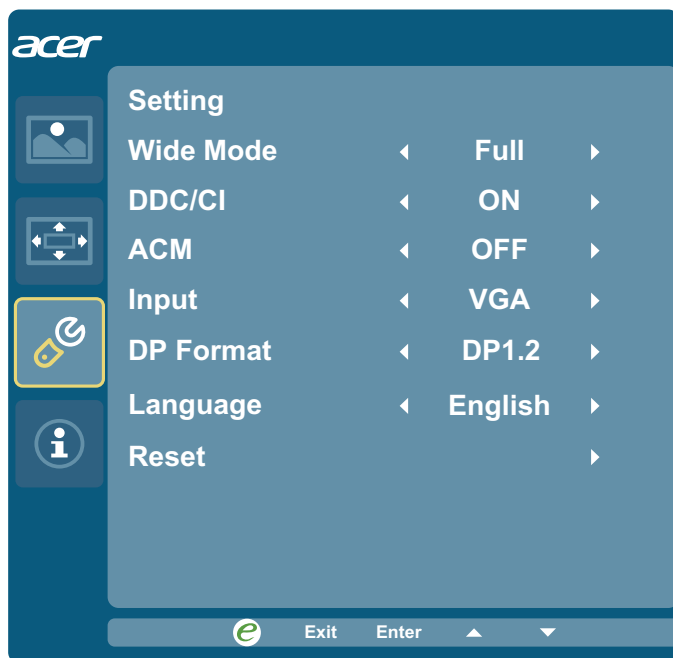 acer
Setting
Wide Mode Full
DDC/CI ON
ACM OFF
Input VGA
DP Format DP1.2
Language English
Reset
e Exit Enter